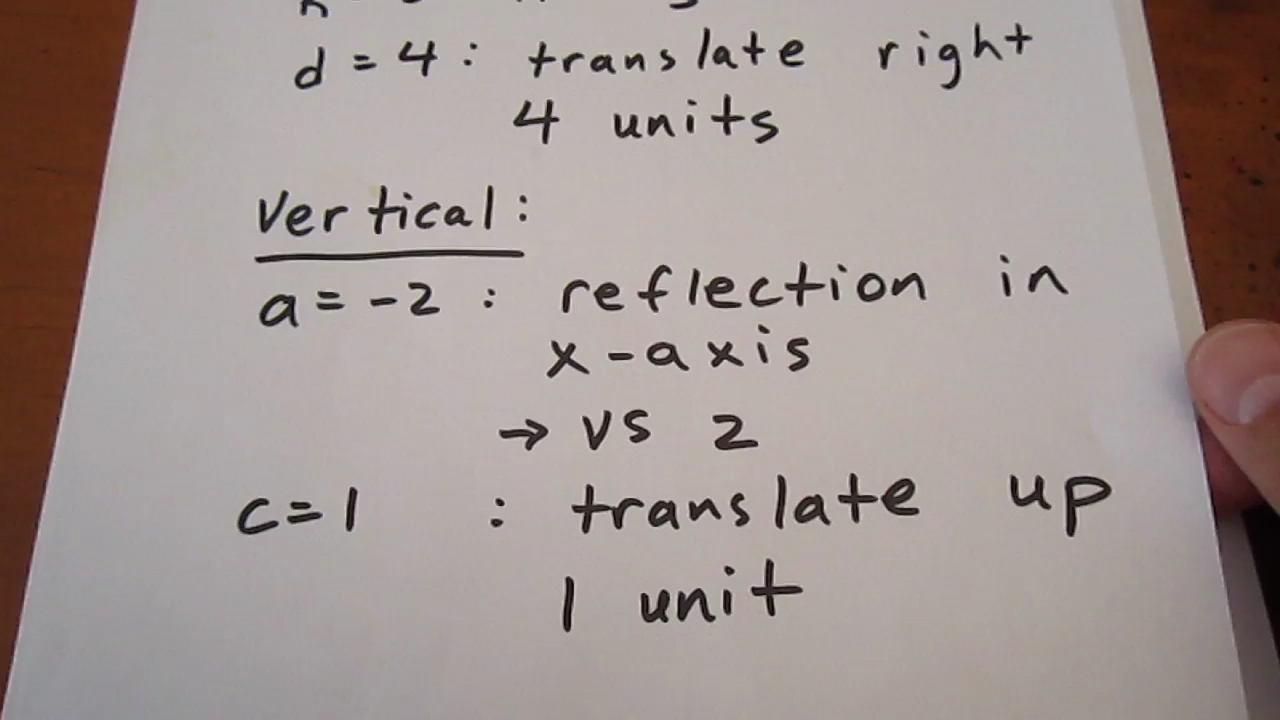 d = 4 : translate right
4 units
Vertical:
a = -2 : reflection in
x-axis
→ VS 2
c = 1 : translate up
1 unit